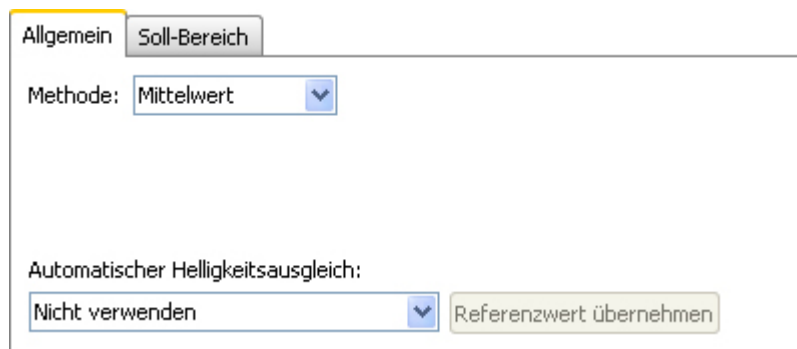 Allgemein Soll-Bereich
Methode: Mittelwert
Automatischer Helligkeitsausgleich:
Nicht verwenden Referenzwert übernehmen